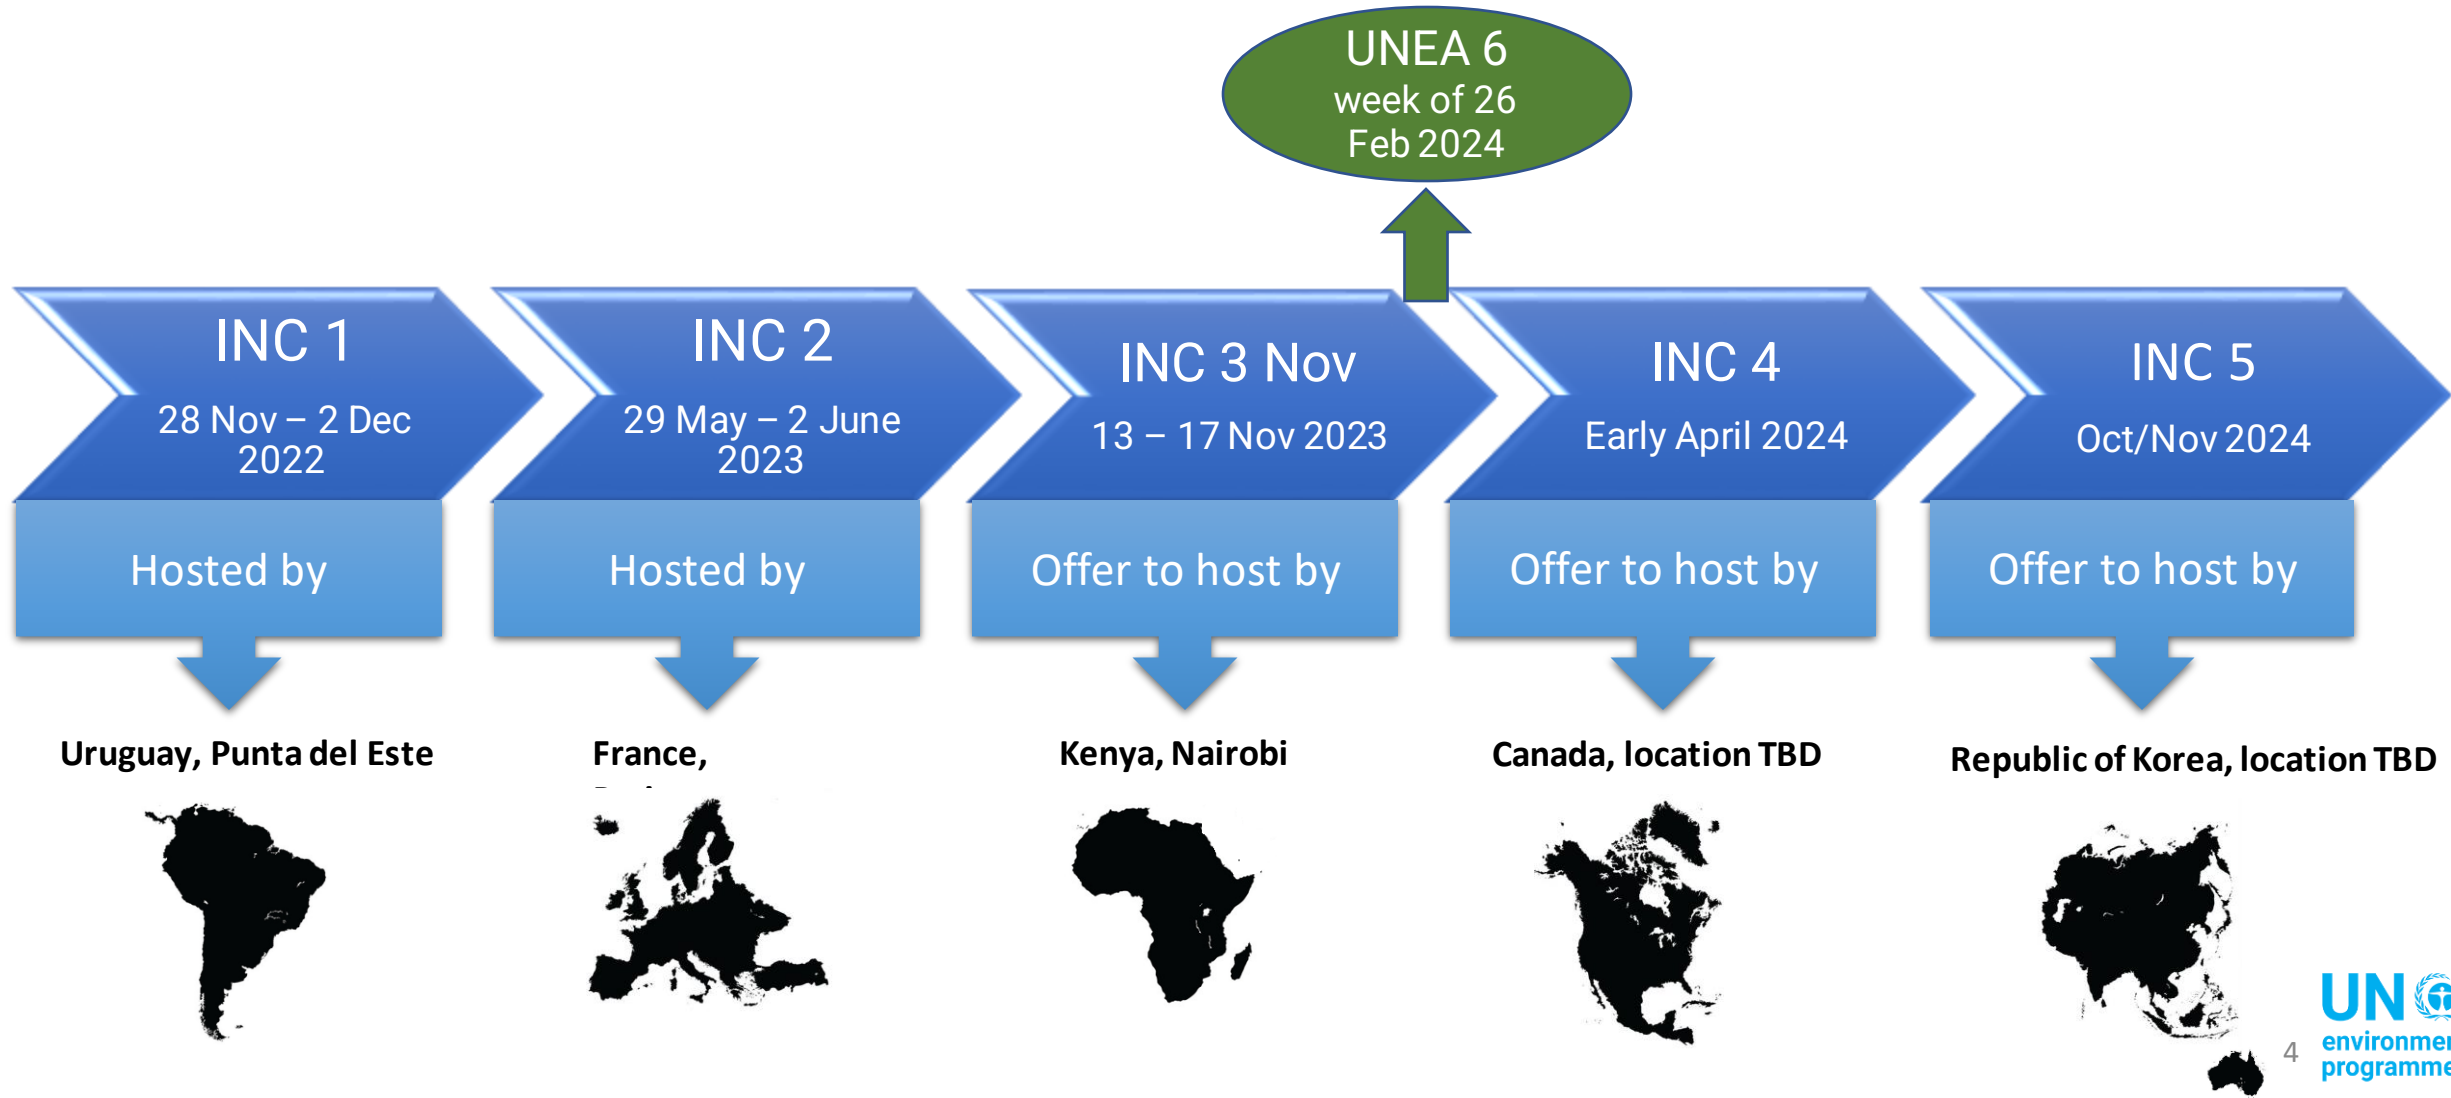 UNEA 6
week of 26
Feb 2024
INC 1
28 Nov – 2 Dec
2022
INC 2
29 May – 2 June
2023
INC 3 Nov
13 – 17 Nov 2023
INC 4
Early April 2024
INC 5
Oct/Nov 2024
Hosted by
Hosted by
Offer to host by
Offer to host by
Offer to host by
Uruguay, Punta del Este
France,
Kenya, Nairobi
Canada, location TBD
Republic of Korea, location TBD
4
UN
programme